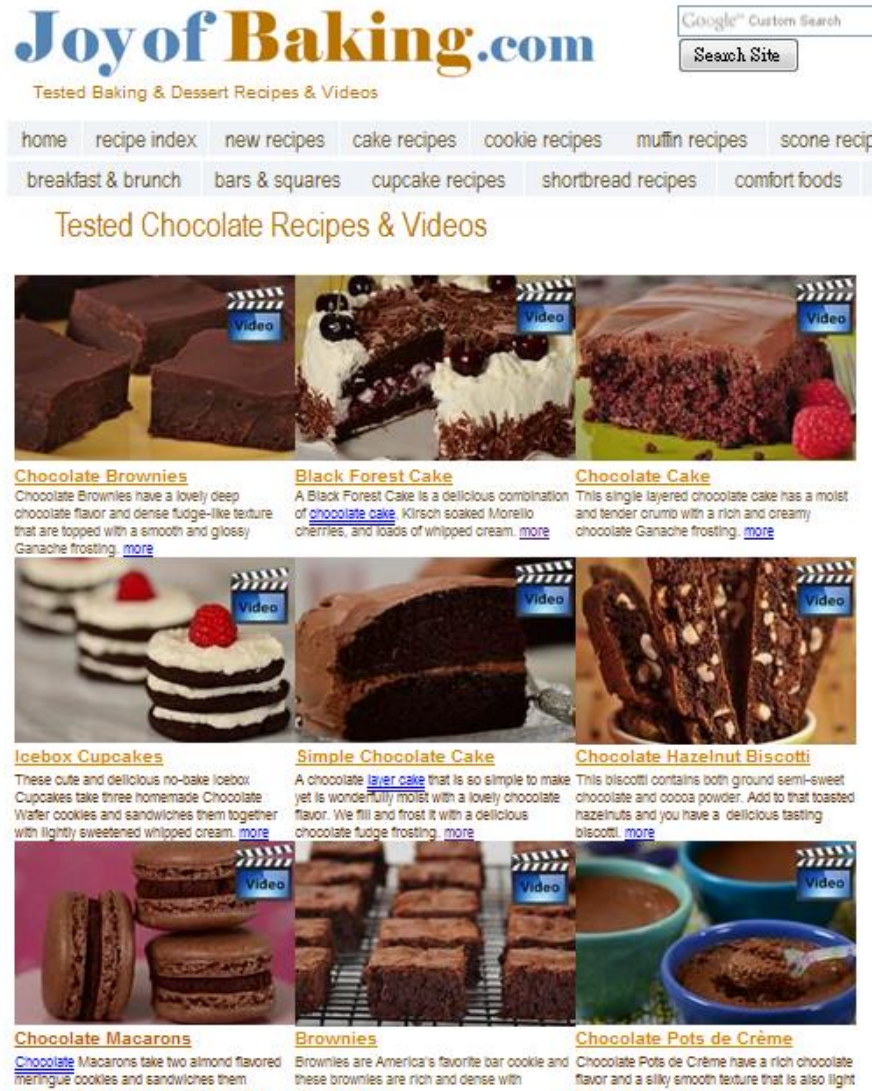 Joy of Baking.com
Google™ Custom Search
Search Site
Tested Baking & Dessert Recipes & Videos
home recipe index new recipes cake recipes cookie recipes muffin recipes scone recip
breakfast & brunch bars & squares cupcake recipes shortbread recipes comfort foods
Tested Chocolate Recipes & Videos
Video Video Video
Chocolate Brownies
Chocolate Brownies have a lovely deep
chocolate flavor and dense fudge-like texture
that are topped with a smooth and glossy
Ganache frosting. more
Black Forest Cake
A Black Forest Cake is a delicious combination
of chocolate cake, Kirsch soaked Morello
cherries, and loads of whipped cream. more
Chocolate Cake
This single layered chocolate cake has a moist
and tender crumb with a rich and creamy
chocolate Ganache frosting. more
Video Video Video
Icebox Cupcakes
These cute and delicious no-bake Icebox
Cupcakes take three homemade Chocolate
Wafer cookies and sandwiches them together
with lightly sweetened whipped cream. more
Simple Chocolate Cake
A chocolate layer cake that is so simple to make
yet is wonderfully moist with a lovely chocolate
flavor. We fill and frost it with a delicious
chocolate fudge frosting. more
Chocolate Hazelnut Biscotti
This biscotti contains both ground semi-sweet
chocolate and cocoa powder. Add to that toasted
hazelnuts and you have a delicious tasting
biscotti. more
Video Video Video
Chocolate Macarons
Chocolate Macarons take two almond flavored
meringue cookies and sandwiches them
Brownies
Brownies are America's favorite bar cookie and
these brownies are rich and dense with
Chocolate Pots de Crème
Chocolate Pots de Crème have a rich chocolate
flavor and a silky smooth texture that is also light